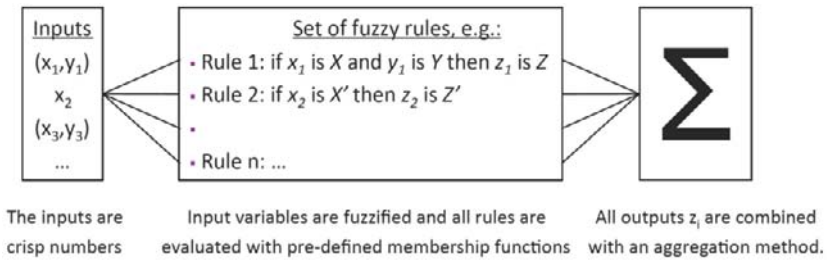 Inputs
(x₁,y₁)
x₂
(x₃,y₃)
...
Set of fuzzy rules, e.g.:
▪ Rule 1: if x₁ is X and y₁ is Y then z₁ is Z
▪ Rule 2: if x₂ is X′ then z₂ is Z′
▪
▪ Rule n: ...
Σ
The inputs are
crisp numbers
Input variables are fuzzified and all rules are
evaluated with pre-defined membership functions
All outputs zᵢ are combined
with an aggregation method.